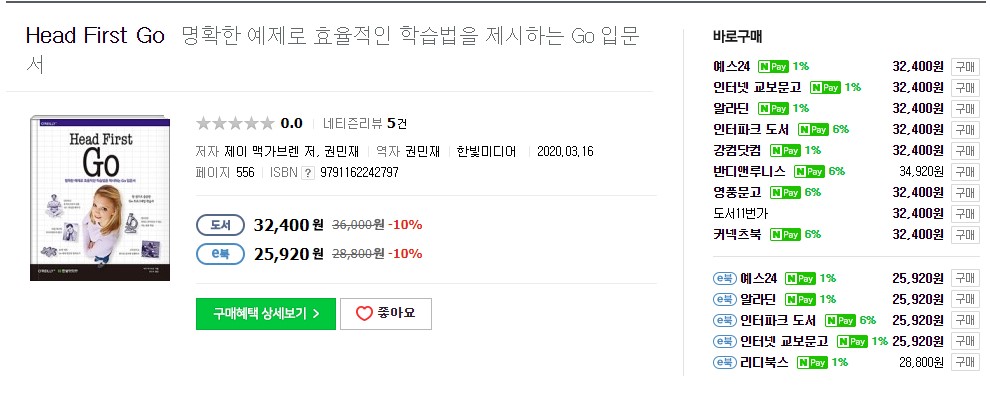 Head First Go 명확한 예제로 효율적인 학습법을 제시하는 Go 입문
서
O'REILLY
Head First
Go
0.0 네티즌리뷰 5건
저자 제이 맥가브렌 저, 권민재 역자 권민재 한빛미디어 2020.03.16
페이지 556 ISBN ? 9791162242797
도서 32,400원 36,000원 -10%
e북 25,920원 28,800원 -10%
구매혜택 상세보기 >
좋아요
바로구매
예스24 N Pay 1% 32,400원 구매
인터넷 교보문고 N Pay 1% 32,400원 구매
알라딘 N Pay 1% 32,400원 구매
인터파크 도서 N Pay 6% 32,400원 구매
강컴닷컴 N Pay 1% 32,400원 구매
반디앤루니스 N Pay 6% 34,920원 구매
영풍문고 N Pay 6% 32,400원 구매
도서11번가 32,400원 구매
커넥츠북 N Pay 6% 32,400원 구매
e북 예스24 N Pay 1% 25,920원 구매
e북 알라딘 N Pay 1% 25,920원 구매
e북 인터파크 도서 N Pay 6% 25,920원 구매
e북 인터넷 교보문고 N Pay 1% 25,920원 구매
e북 리디북스 N Pay 1% 28,800원 구매